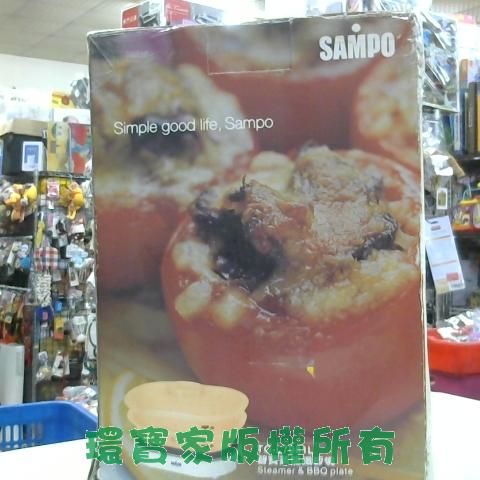 SAMPO
Simple good life, Sampo
環寶家版權所有
Steamer & BBQ plate